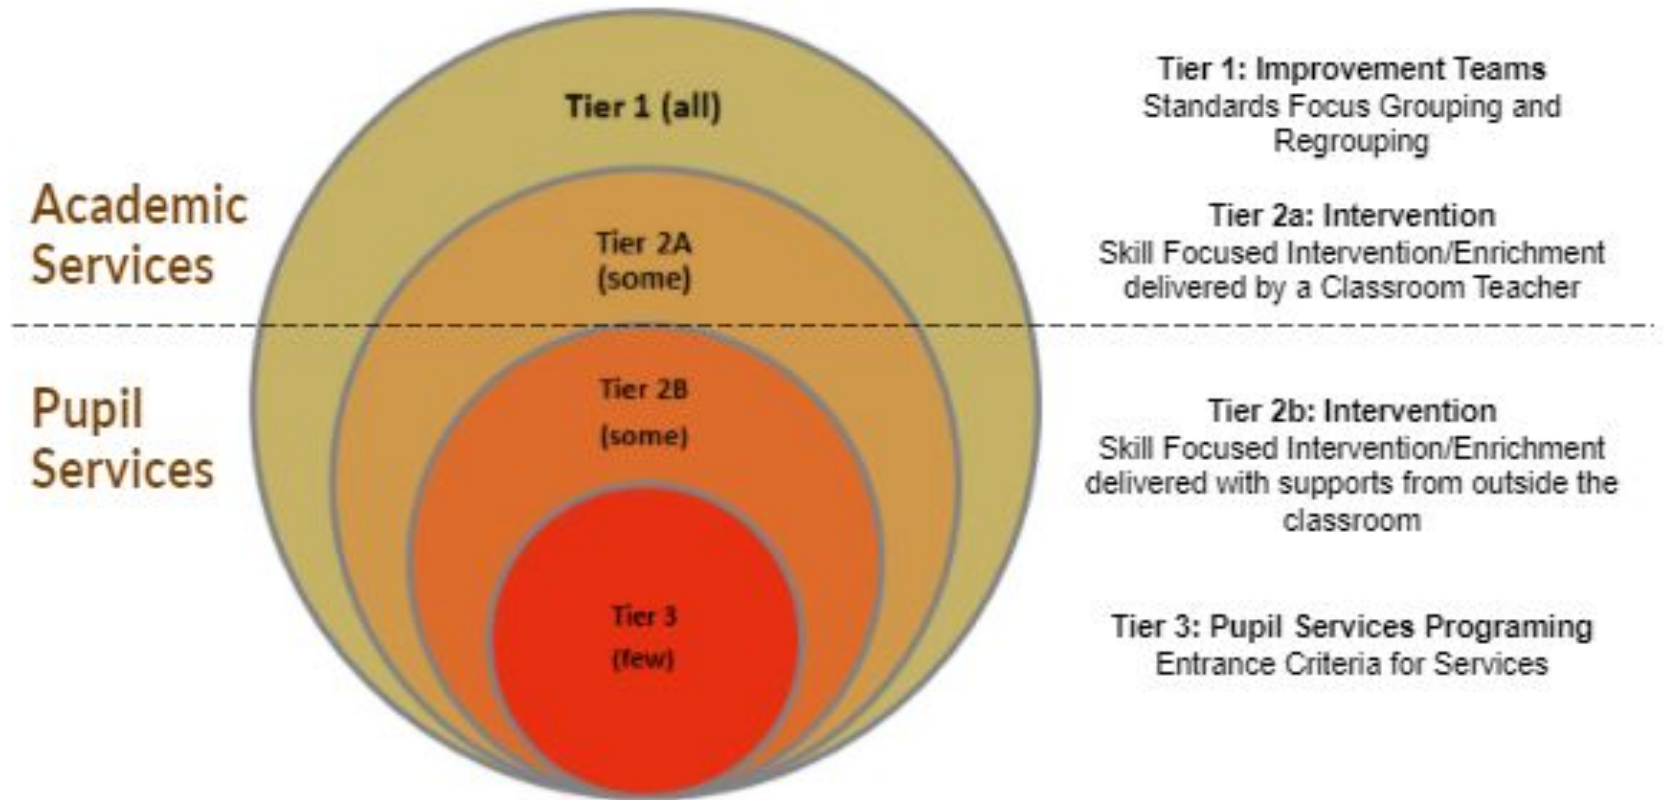 Academic
Services
Pupil
Services
Tier 1 (all)
Tier 2A
(some)
Tier 2B
(some)
Tier 3
(few)
Tier 1: Improvement Teams
Standards Focus Grouping and
Regrouping
Tier 2a: Intervention
Skill Focused Intervention/Enrichment
delivered by a Classroom Teacher
Tier 2b: Intervention
Skill Focused Intervention/Enrichment
delivered with supports from outside the
classroom
Tier 3: Pupil Services Programing
Entrance Criteria for Services